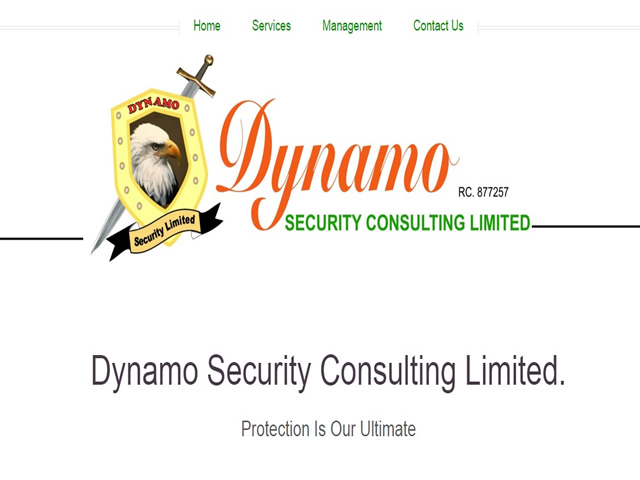 Home Services Management Contact Us
DYNAMO
Security Limited
Dynamo
RC. 877257
SECURITY CONSULTING LIMITED
Dynamo Security Consulting Limited.
Protection Is Our Ultimate